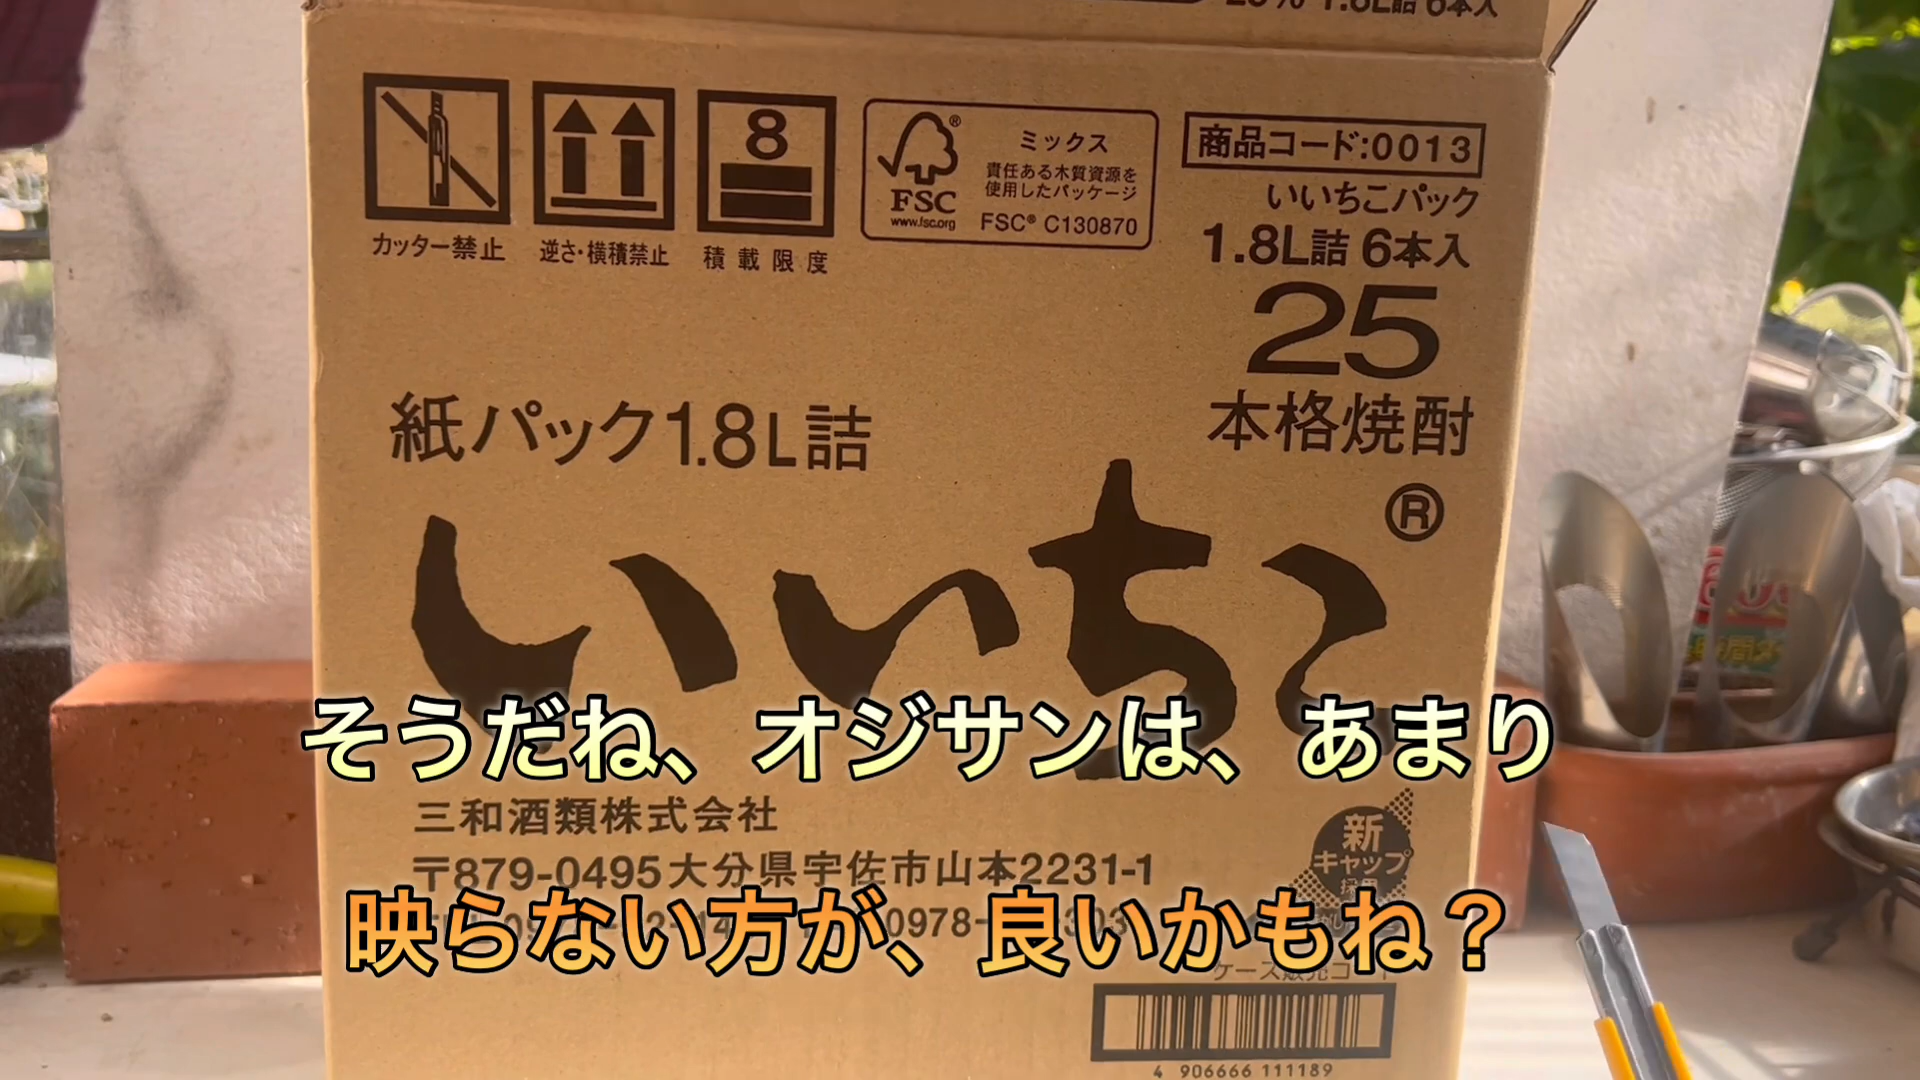 1.8L詰 6本入
8
カッター禁止
逆さ・横積禁止
積載限度
FSC®
www.fsc.org
ミックス
責任ある木質資源を
使用したパッケージ
FSC® C130870
商品コード:0013
いいちこパック
1.8L詰 6本入
25
本格焼酎
紙パック1.8L詰
いいちこ®
そうだね、オジサンは、あまり
三和酒類株式会社
〒879-0495大分県宇佐市山本2231-1
新
キャップ
映らない方が、良いかもね？
4 906666 111189